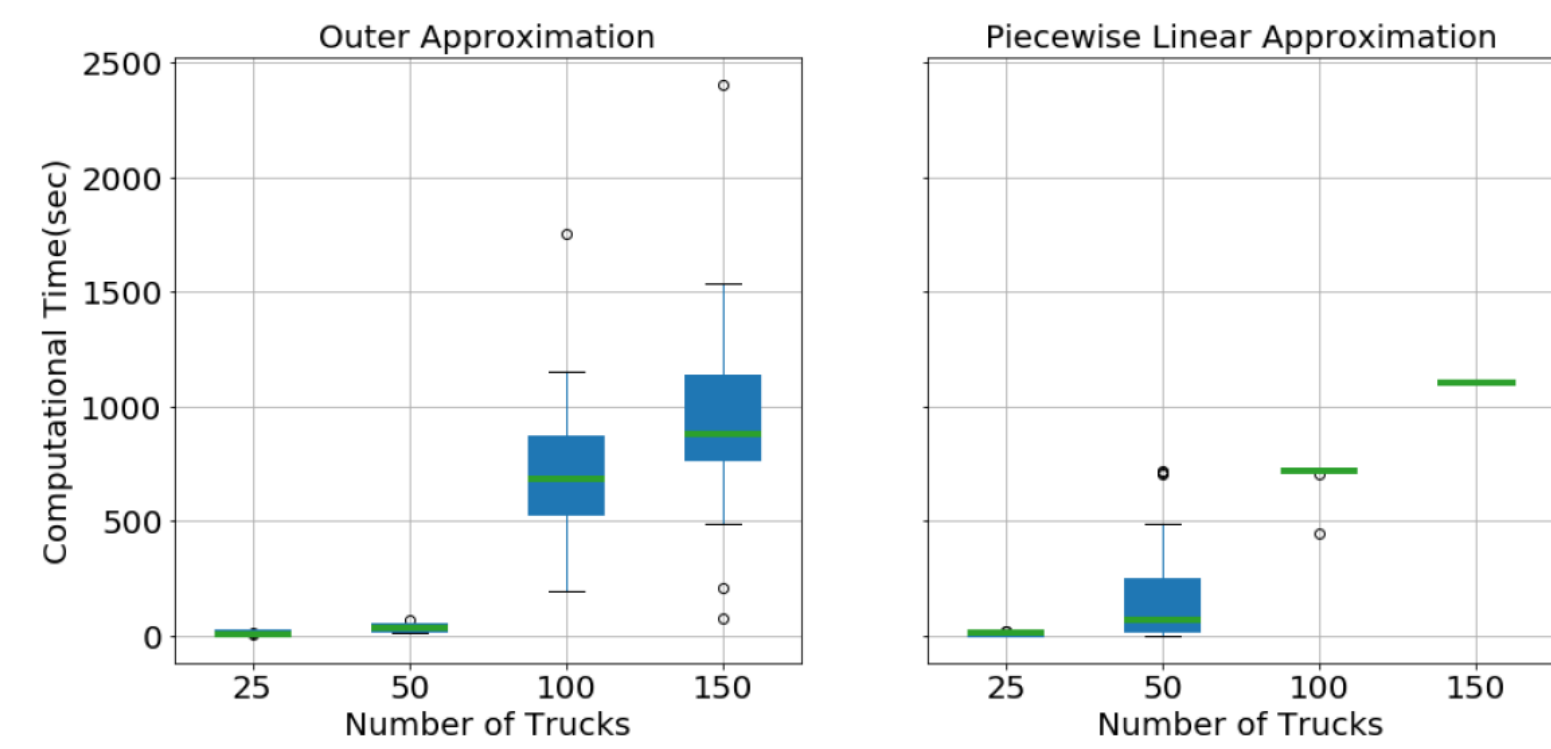 Outer Approximation
Piecewise Linear Approximation
Computational Time(sec)
2500
2000
1500
1000
500
0
25 50 100 150
25 50 100 150
Number of Trucks
Number of Trucks